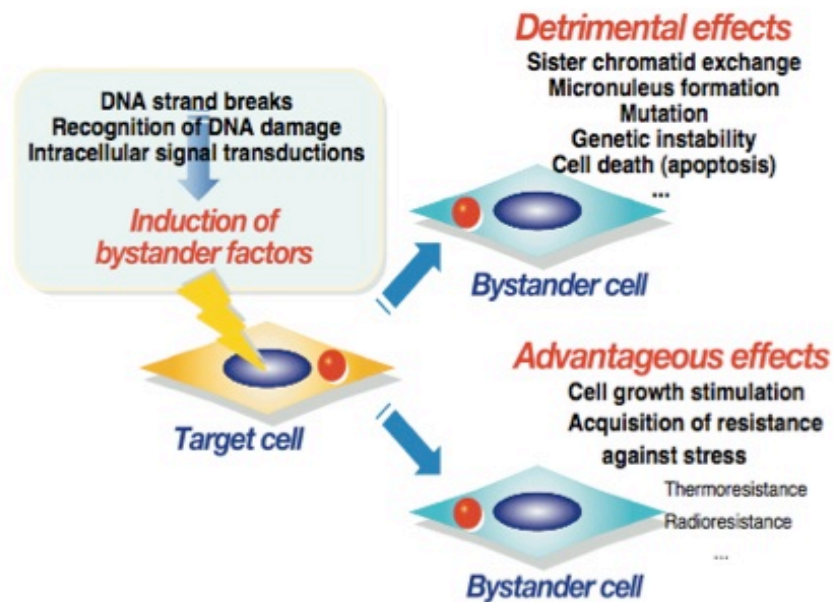 DNA strand breaks
Recognition of DNA damage
Intracellular signal transductions
Induction of
bystander factors
Target cell
Detrimental effects
Sister chromatid exchange
Micronuleus formation
Mutation
Genetic instability
Cell death (apoptosis)
...
Bystander cell
Advantageous effects
Cell growth stimulation
Acquisition of resistance
against stress
Thermoresistance
Radioresistance
...
Bystander cell